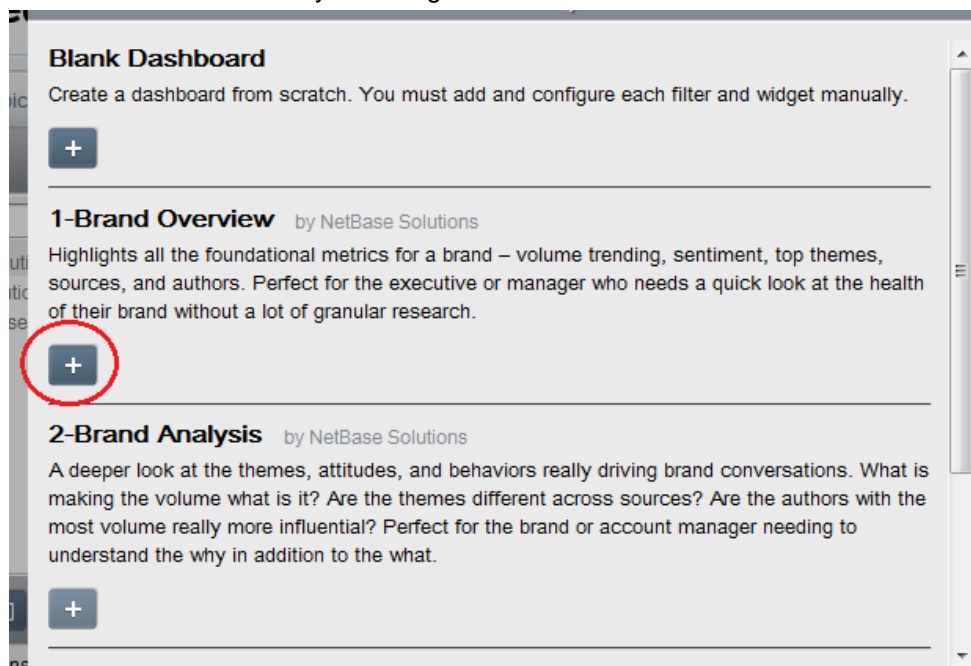 Blank Dashboard
Create a dashboard from scratch. You must add and configure each filter and widget manually.
+
1-Brand Overview by NetBase Solutions
Highlights all the foundational metrics for a brand – volume trending, sentiment, top themes,
sources, and authors. Perfect for the executive or manager who needs a quick look at the health
of their brand without a lot of granular research.
+
2-Brand Analysis by NetBase Solutions
A deeper look at the themes, attitudes, and behaviors really driving brand conversations. What is
making the volume what is it? Are the themes different across sources? Are the authors with the
most volume really more influential? Perfect for the brand or account manager needing to
understand the why in addition to the what.
+